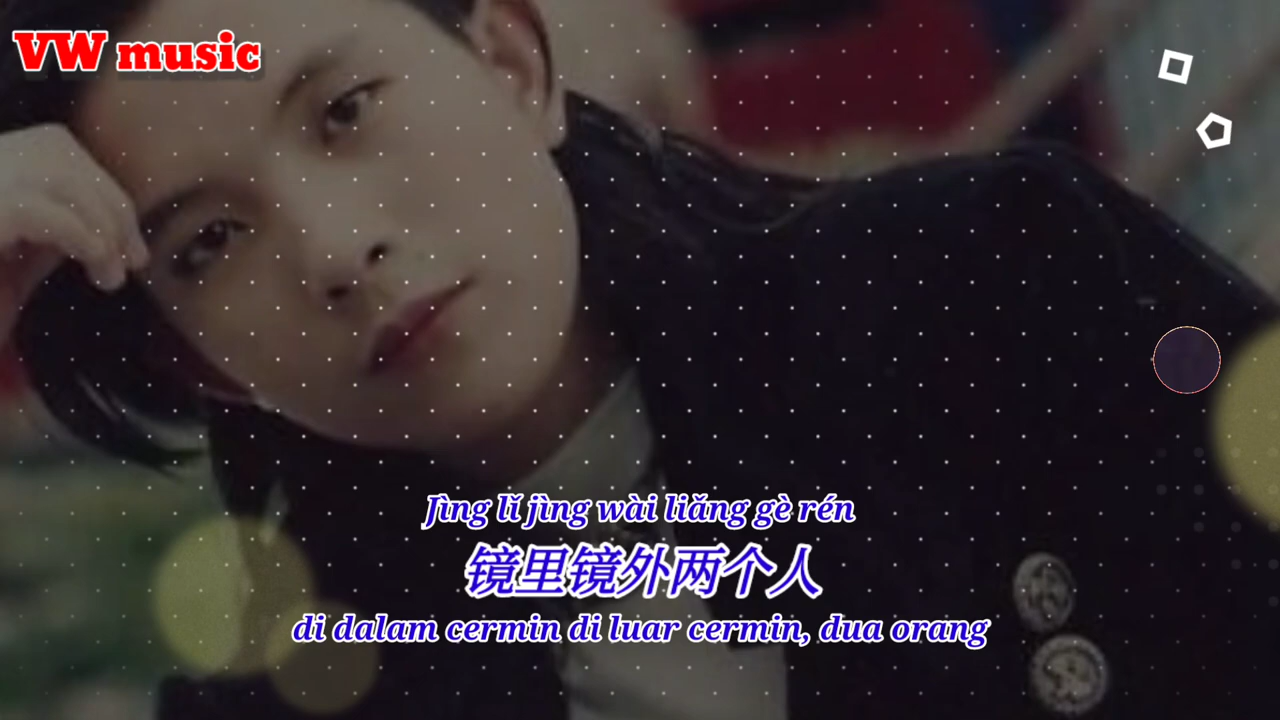 VW music
Jìng lǐ jìng wài liǎng gè rén
镜里镜外两个人
di dalam cermin di luar cermin, dua orang